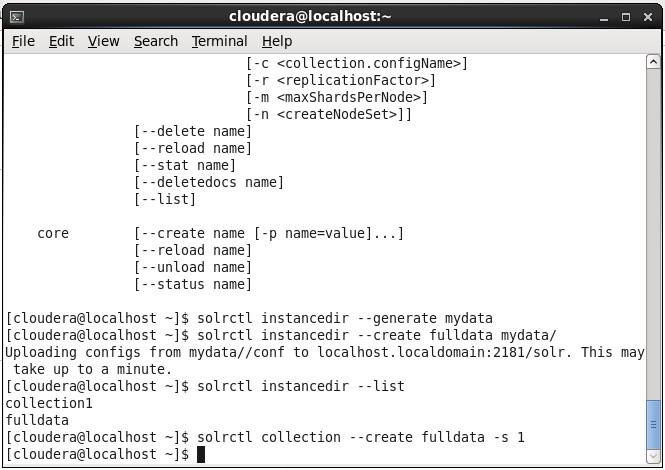 cloudera@localhost:~
File Edit View Search Terminal Help
[-c <collection.configName>]
[-r <replicationFactor>]
[-m <maxShardsPerNode>]
[-n <createNodeSet>]]
[--delete name]
[--reload name]
[--stat name]
[--deletedocs name]
[--list]
core [--create name [-p name=value]...]
[--reload name]
[--unload name]
[--status name]
[cloudera@localhost ~]$ solrctl instancedir --generate mydata
[cloudera@localhost ~]$ solrctl instancedir --create fulldata mydata/
Uploading configs from mydata//conf to localhost.localdomain:2181/solr. This may
take up to a minute.
[cloudera@localhost ~]$ solrctl instancedir --list
collection1
fulldata
[cloudera@localhost ~]$ solrctl collection --create fulldata -s 1
[cloudera@localhost ~]$